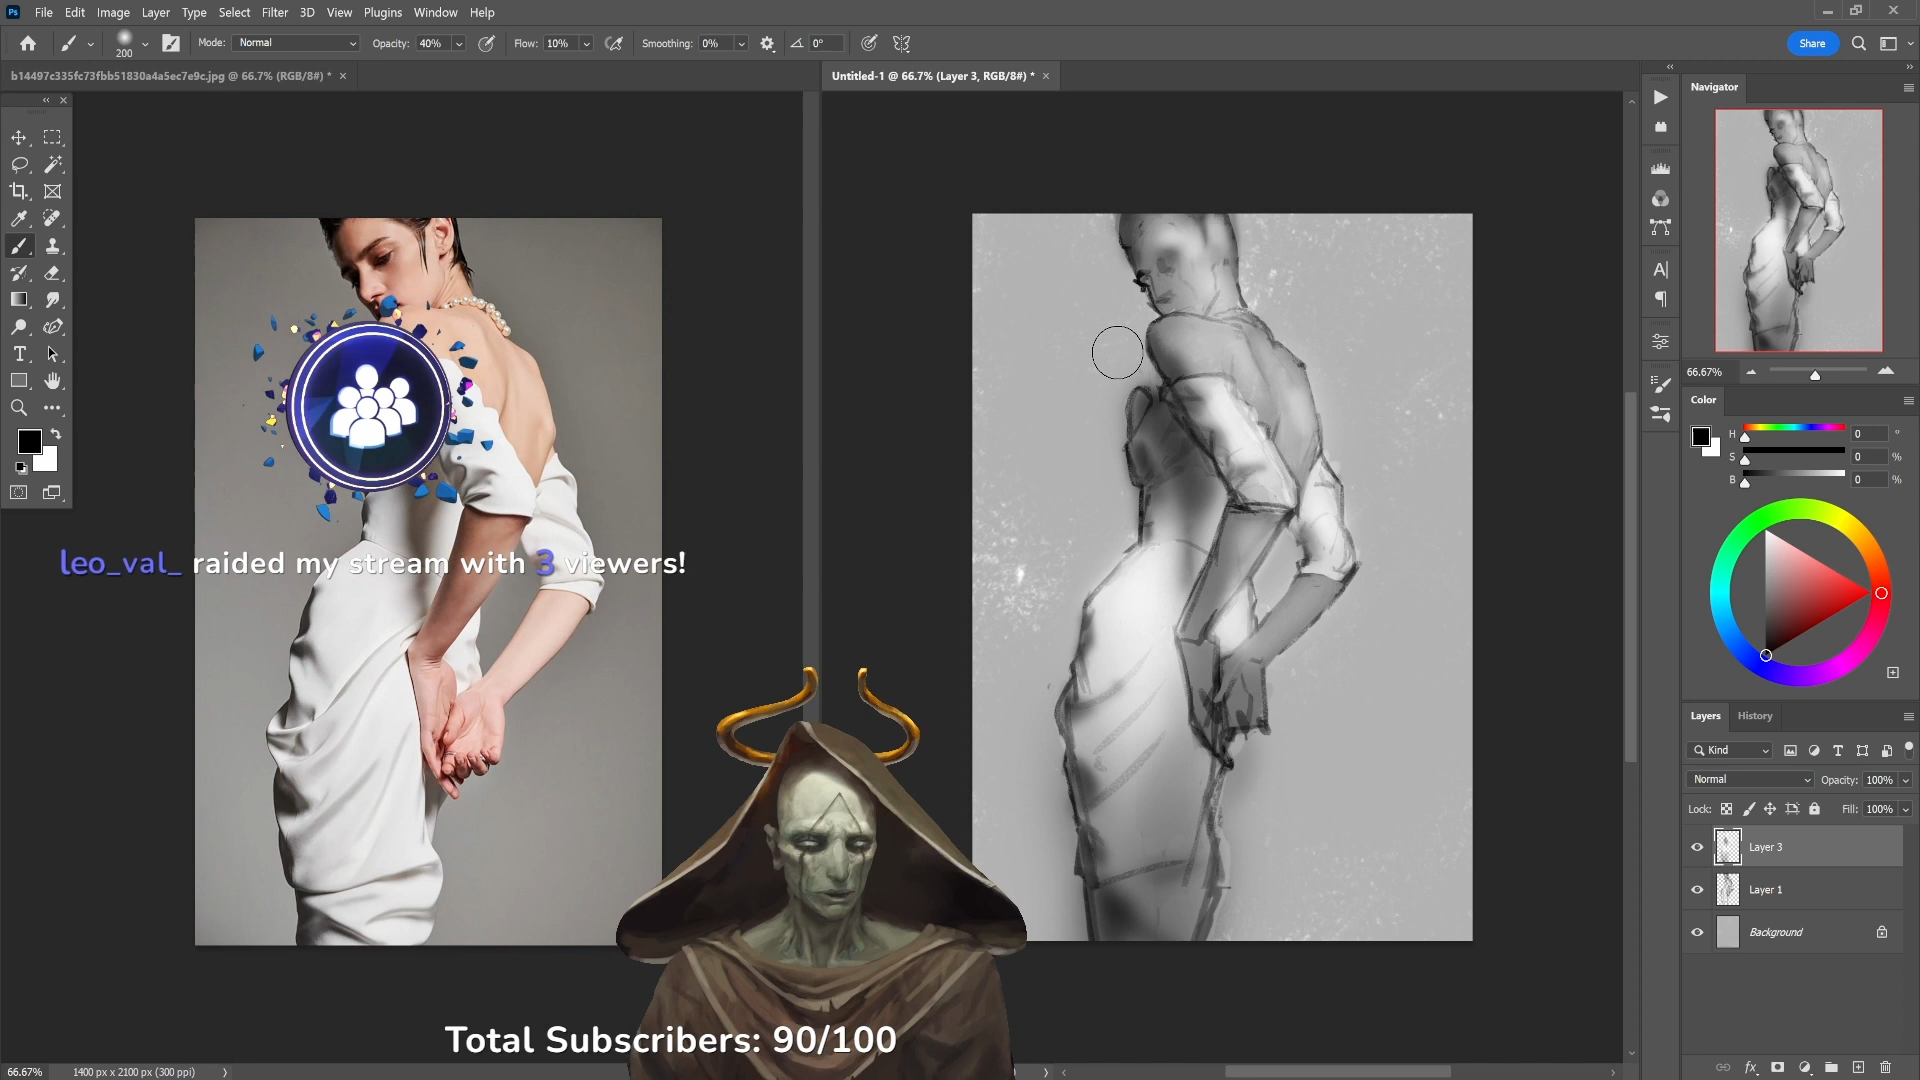 Ps File Edit Image Layer Type Select Filter 3D View Plugins Window Help
200 Mode: Normal Opacity: 40% Flow: 10% Smoothing: 0% 0° Share
b14497c335fc73fbb51830a4a5ec7e9c.jpg @ 66.7% (RGB/8#) * ×
Untitled-1 @ 66.7% (Layer 3, RGB/8#) * ×
Navigator
66.67%
Color
H 0 °
S 0 %
B 0 %
leo_val_ raided my stream with 3 viewers!
Layers History
Kind
Normal Opacity: 100%
Lock: Fill: 100%
Layer 3
Layer 1
Background
fx
Total Subscribers: 90/100
66.67% 1400 px x 2100 px (300 ppi)